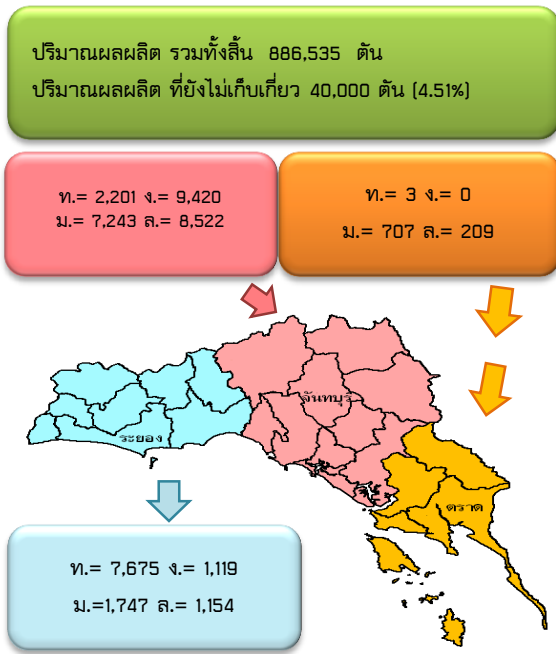 ปริมาณผลผลิต รวมทั้งสิ้น 886,535 ตัน
ปริมาณผลผลิต ที่ยังไม่เก็บเกี่ยว 40,000 ตัน (4.51%)
ท.= 2,201 ง.= 9,420
ม.= 7,243 ล.= 8,522
ท.= 3 ง.= 0
ม.= 707 ล.= 209
จันทบุรี
ระยอง
ตราด
ท.= 7,675 ง.= 1,119
ม.=1,747 ล.= 1,154